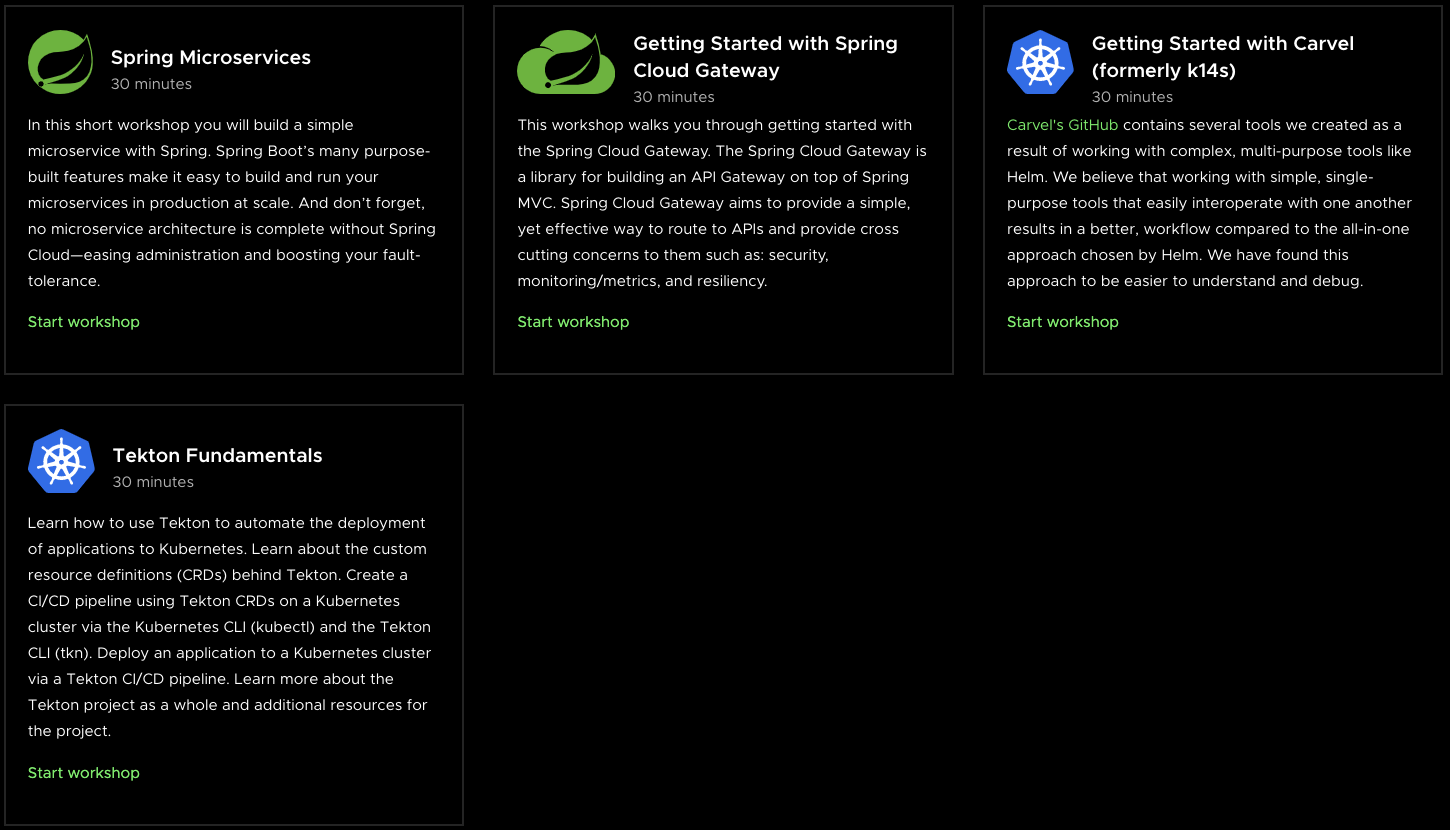 Spring Microservices
30 minutes
In this short workshop you will build a simple
microservice with Spring. Spring Boot’s many purpose-
built features make it easy to build and run your
microservices in production at scale. And don’t forget,
no microservice architecture is complete without Spring
Cloud—easing administration and boosting your fault-
tolerance.
Start workshop
Getting Started with Spring
Cloud Gateway
30 minutes
This workshop walks you through getting started with
the Spring Cloud Gateway. The Spring Cloud Gateway is
a library for building an API Gateway on top of Spring
MVC. Spring Cloud Gateway aims to provide a simple,
yet effective way to route to APIs and provide cross
cutting concerns to them such as: security,
monitoring/metrics, and resiliency.
Start workshop
Getting Started with Carvel
(formerly k14s)
30 minutes
Carvel's GitHub contains several tools we created as a
result of working with complex, multi-purpose tools like
Helm. We believe that working with simple, single-
purpose tools that easily interoperate with one another
results in a better, workflow compared to the all-in-one
approach chosen by Helm. We have found this
approach to be easier to understand and debug.
Start workshop
Tekton Fundamentals
30 minutes
Learn how to use Tekton to automate the deployment
of applications to Kubernetes. Learn about the custom
resource definitions (CRDs) behind Tekton. Create a
CI/CD pipeline using Tekton CRDs on a Kubernetes
cluster via the Kubernetes CLI (kubectl) and the Tekton
CLI (tkn). Deploy an application to a Kubernetes cluster
via a Tekton CI/CD pipeline. Learn more about the
Tekton project as a whole and additional resources for
the project.
Start workshop